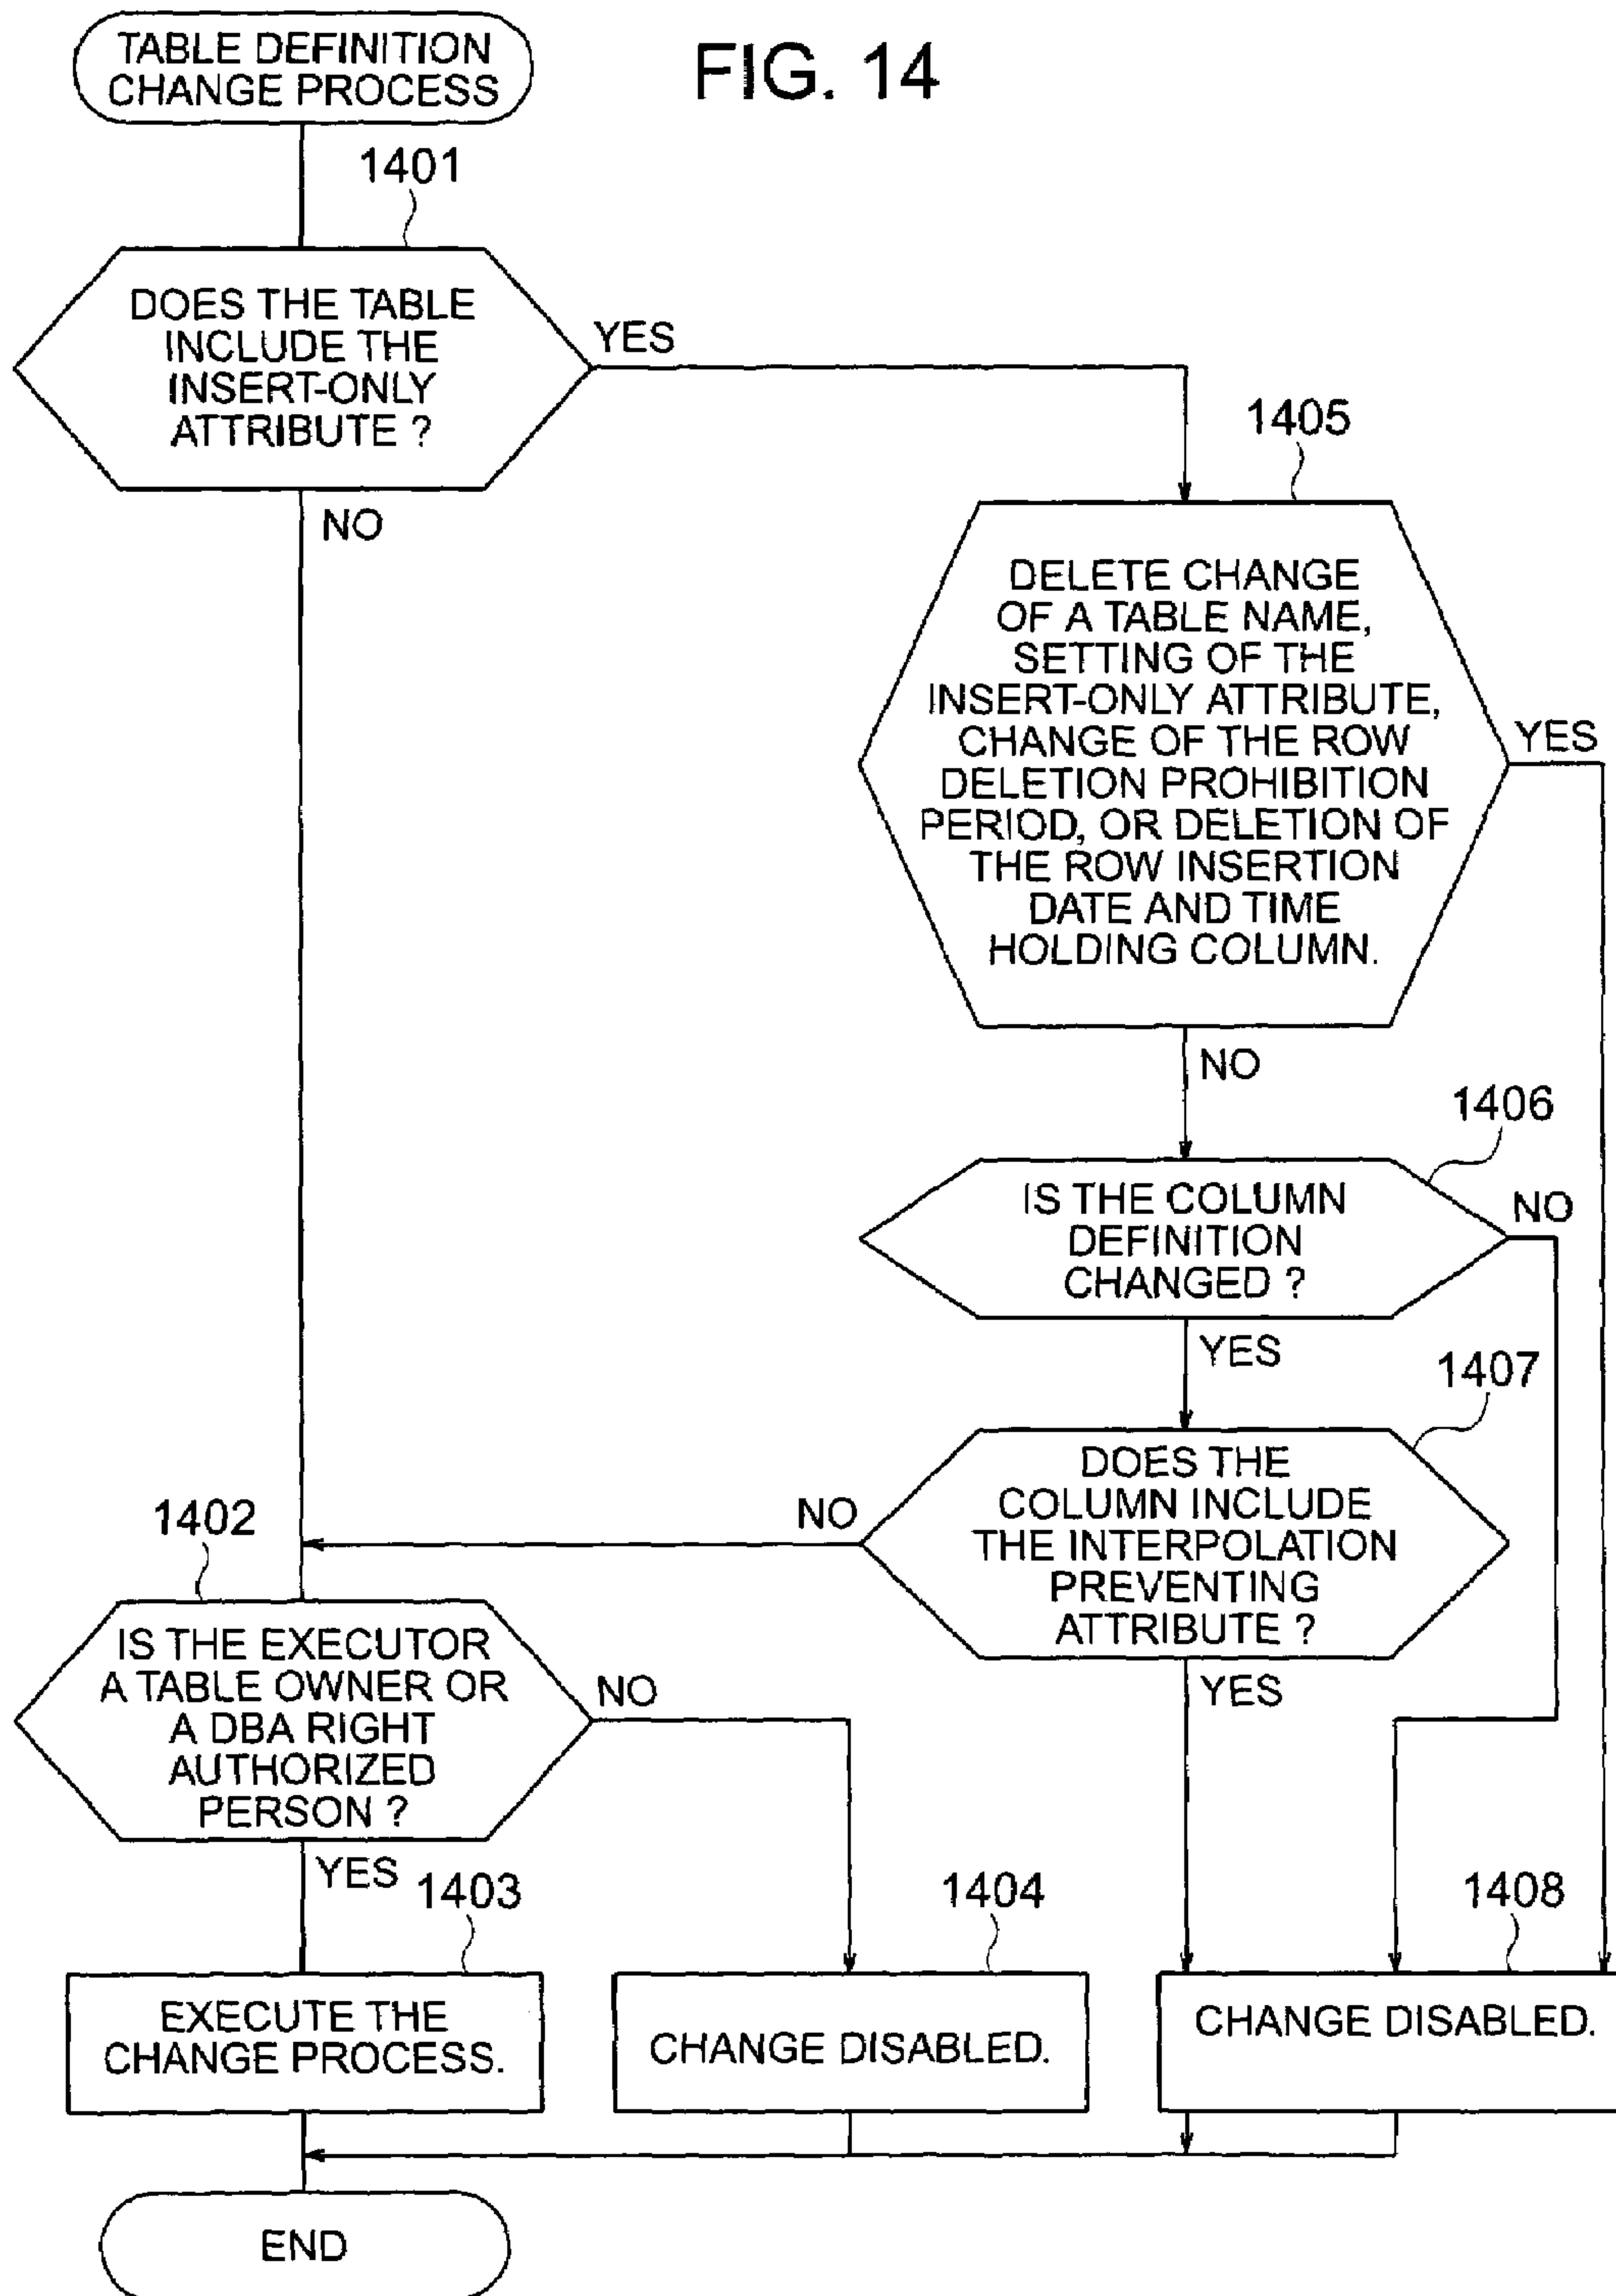 TABLE DEFINITION
CHANGE PROCESS
FIG. 14
1401
DOES THE TABLE
INCLUDE THE
INSERT-ONLY
ATTRIBUTE ?
YES
NO
1405
DELETE CHANGE
OF A TABLE NAME,
SETTING OF THE
INSERT-ONLY ATTRIBUTE,
CHANGE OF THE ROW
DELETION PROHIBITION
PERIOD, OR DELETION OF
THE ROW INSERTION
DATE AND TIME
HOLDING COLUMN.
YES
NO
1406
IS THE COLUMN
DEFINITION
CHANGED ?
NO
YES
1407
DOES THE
COLUMN INCLUDE
THE INTERPOLATION
PREVENTING
ATTRIBUTE ?
NO
YES
1402
IS THE EXECUTOR
A TABLE OWNER OR
A DBA RIGHT
AUTHORIZED
PERSON ?
NO
YES
1403
EXECUTE THE
CHANGE PROCESS.
1404
CHANGE DISABLED.
1408
CHANGE DISABLED.
END